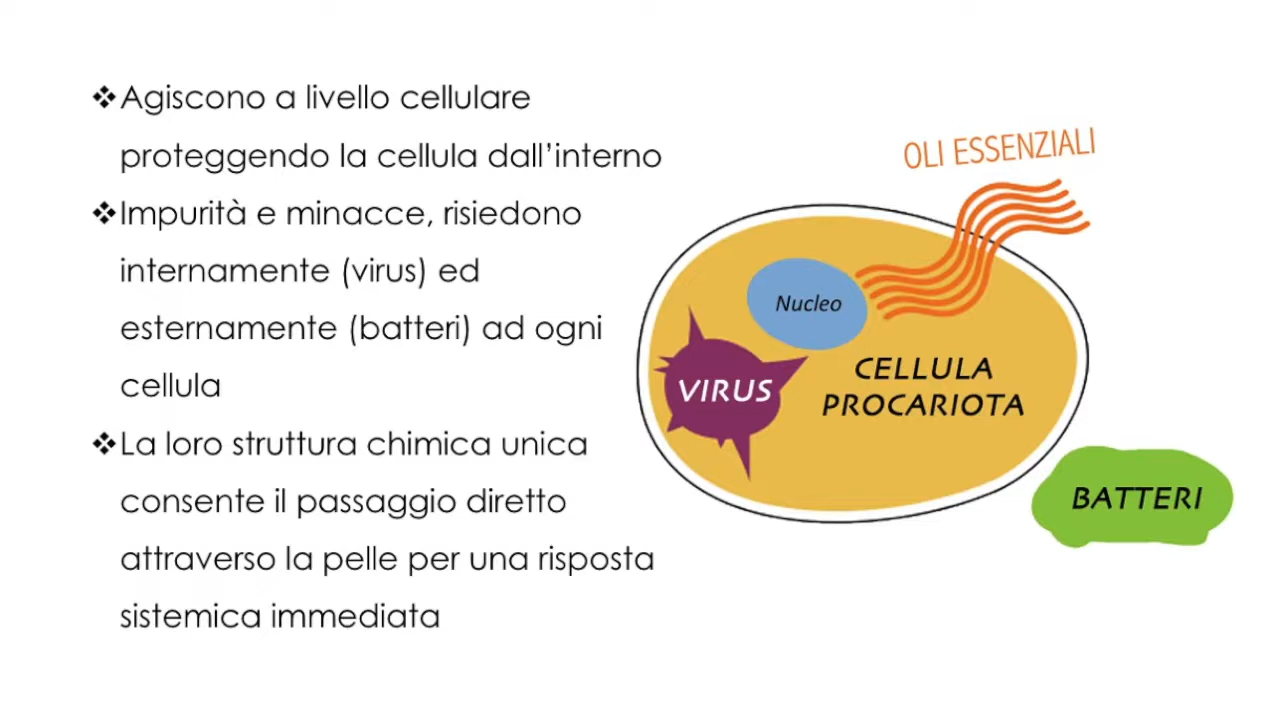 ❖Agiscono a livello cellulare
proteggendo la cellula dall’interno
❖Impurità e minacce, risiedono
internamente (virus) ed
esternamente (batteri) ad ogni
cellula
❖La loro struttura chimica unica
consente il passaggio diretto
attraverso la pelle per una risposta
sistemica immediata
OLI ESSENZIALI
Nucleo
VIRUS
CELLULA
PROCARIOTA
BATTERI